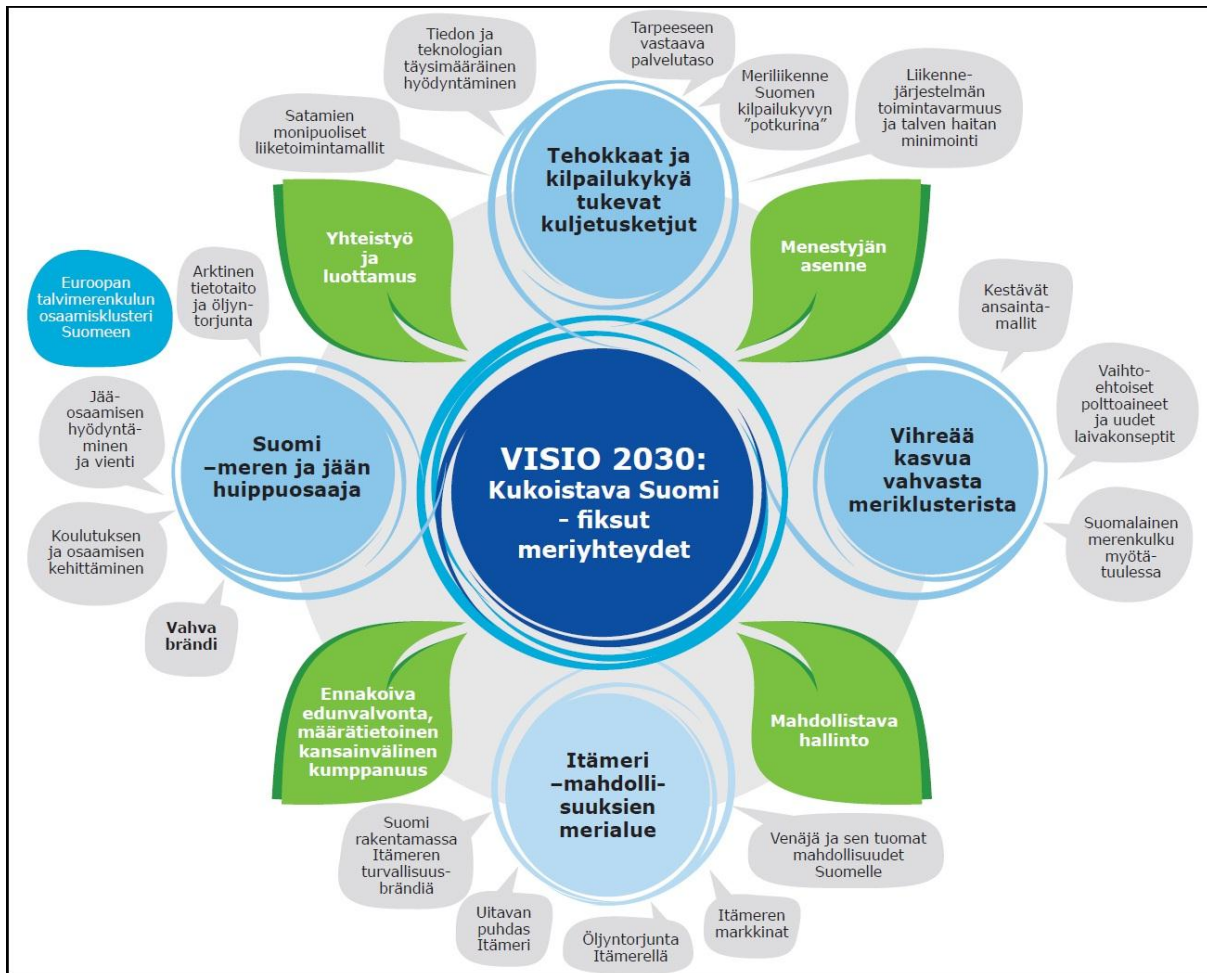 Tiedon ja
teknologian
täysimääräinen
hyödyntäminen
Tarpeeseen
vastaava
palvelutaso
Meriliikenne
Suomen
kilpailukyvyn
"potkurina"
Liikenne-
järjestelmän
toimintavarmuus
ja talven haitan
minimointi
Satamien
monipuoliset
liiketoimintamallit
Tehokkaat ja
kilpailukykyä
tukevat
kuljetusketjut
Yhteistyö
ja
luottamus
Menestyjän
asenne
Euroopan
talvimerenkulun
osaamisklusteri
Suomeen
Arktinen
tietotaito
ja öljyn-
torjunta
Kestävät
ansainta-
mallit
Jää-
osaamisen
hyödyntä-
minen
ja vienti
Suomi
–meren ja jään
huippuosaaja
VISIO 2030:
Kukoistava Suomi
- fiksut
meriyhteydet
Vihreää
kasvua
vahvasta
meriklusterista
Vaihto-
ehtoiset
polttoaineet
ja uudet
laivakonseptit
Koulutuksen
ja osaamisen
kehittäminen
Suomalainen
merenkulku
myötä-
tuulessa
Vahva
brändi
Ennakoiva
edunvalvonta,
määrätietoinen
kansainvälinen
kumppanuus
Mahdollistava
hallinto
Itämeri
–mahdolli-
suuksien
merialue
Suomi
rakentamassa
Itämeren
turvallisuus-
brändiä
Venäjä ja sen tuomat
mahdollisuudet
Suomelle
Uitavan
puhdas
Itämeri
Öljyntorjunta
Itämerellä
Itämeren
markkinat